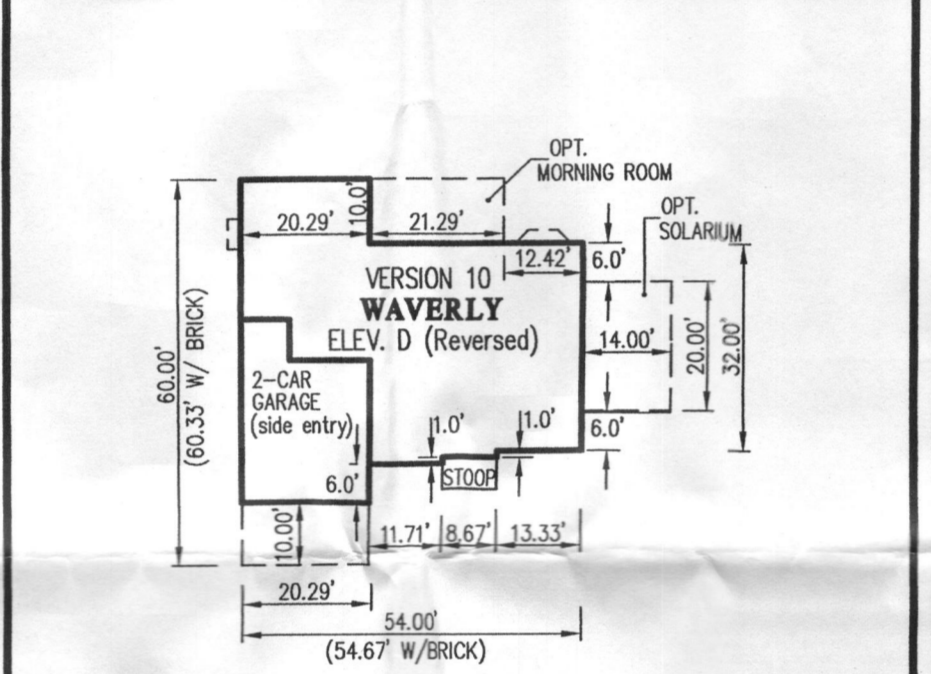 OPT.
MORNING ROOM
OPT.
SOLARIUM
20.29'
10.0'
21.29'
12.42'
6.0'
VERSION 10
WAVERLY
ELEV. D (Reversed)
14.00'
20.00'
32.00'
60.00'
(60.33' W/ BRICK)
2-CAR
GARAGE
(side entry)
1.0'
1.0'
6.0'
STOOP
6.0'
10.00'
11.71'
8.67'
13.33'
20.29'
54.00'
(54.67' W/BRICK)